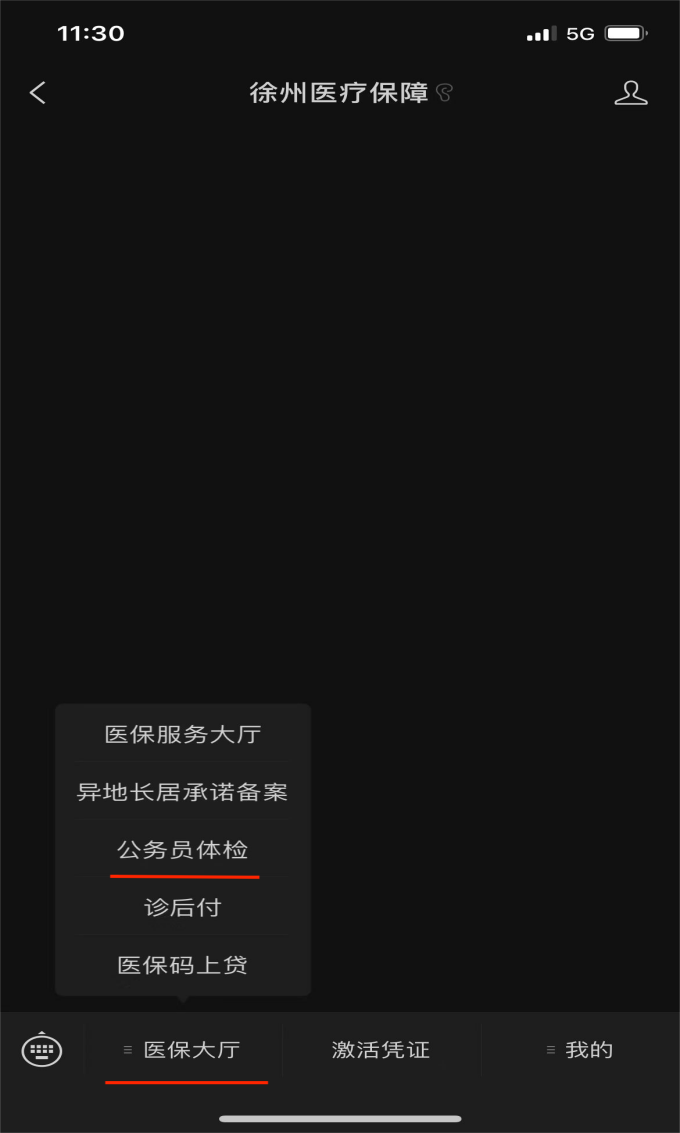 11:30
5G
徐州医疗保障
医保服务大厅
异地长居承诺备案
公务员体检
诊后付
医保码上贷
医保大厅
激活凭证
我的